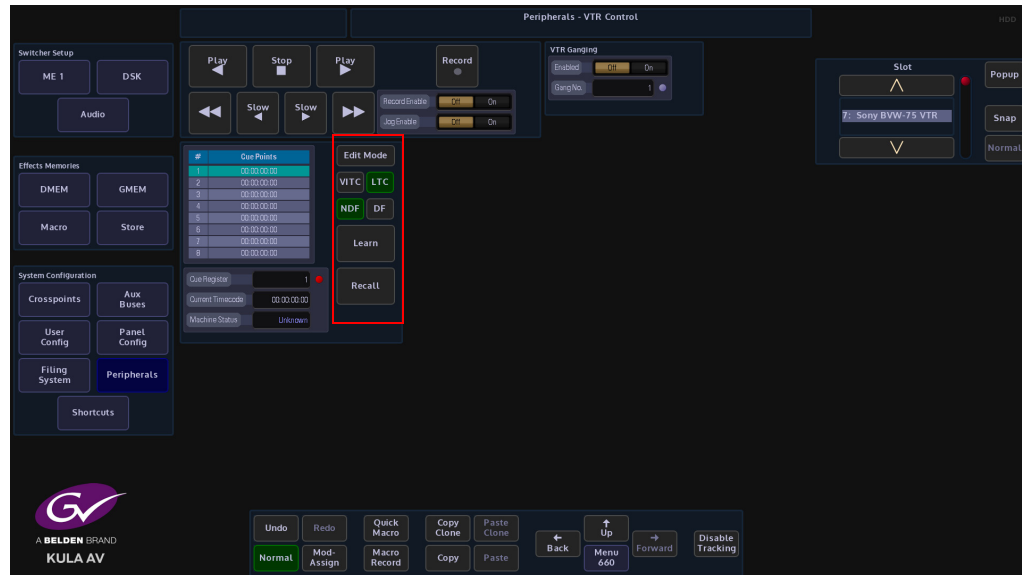 Peripherals - VTR Control
HDD
Switcher Setup
ME 1
DSK
Audio
Effects Memories
DMEM
GMEM
Macro
Store
System Configuration
Crosspoints
Aux
Buses
User
Config
Panel
Config
Filing
System
Peripherals
Shortcuts
Play
Stop
Play
Record
Slow
Slow
Record Enable
Off
On
Jog Enable
Off
On
VTR Ganging
Enabled
Off
On
Gang No.
1
Slot
7: Sony BVW-75 VTR
Popup
Snap
Normal
# Cue Points
1 00:00:00:00
2 00:00:00:00
3 00:00:00:00
4 00:00:00:00
5 00:00:00:00
6 00:00:00:00
7 00:00:00:00
8 00:00:00:00
Cue Register 1
Current Timecode 00:00:00:00
Machine Status Unknown
Edit Mode
VITC
LTC
NDF
DF
Learn
Recall
GV
A BELDEN BRAND
KULA AV
Undo
Redo
Quick
Macro
Copy
Clone
Paste
Clone
Normal
Mod-
Assign
Macro
Record
Copy
Paste
Back
Up
Menu
660
Forward
Disable
Tracking